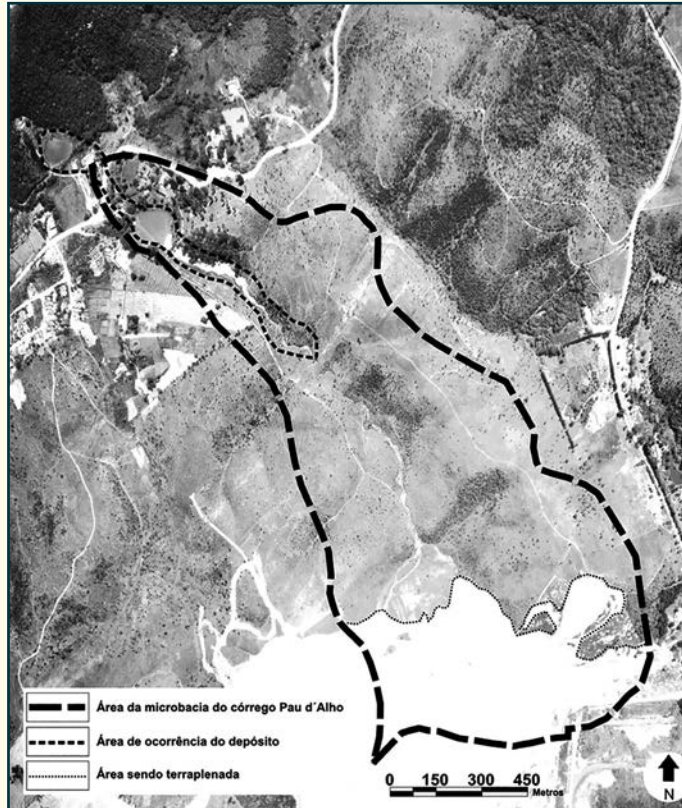 Área da microbacia do córrego Pau d´Alho
Área de ocorrência do depósito
Área sendo terraplenada
0 150 300 450
Metros
N